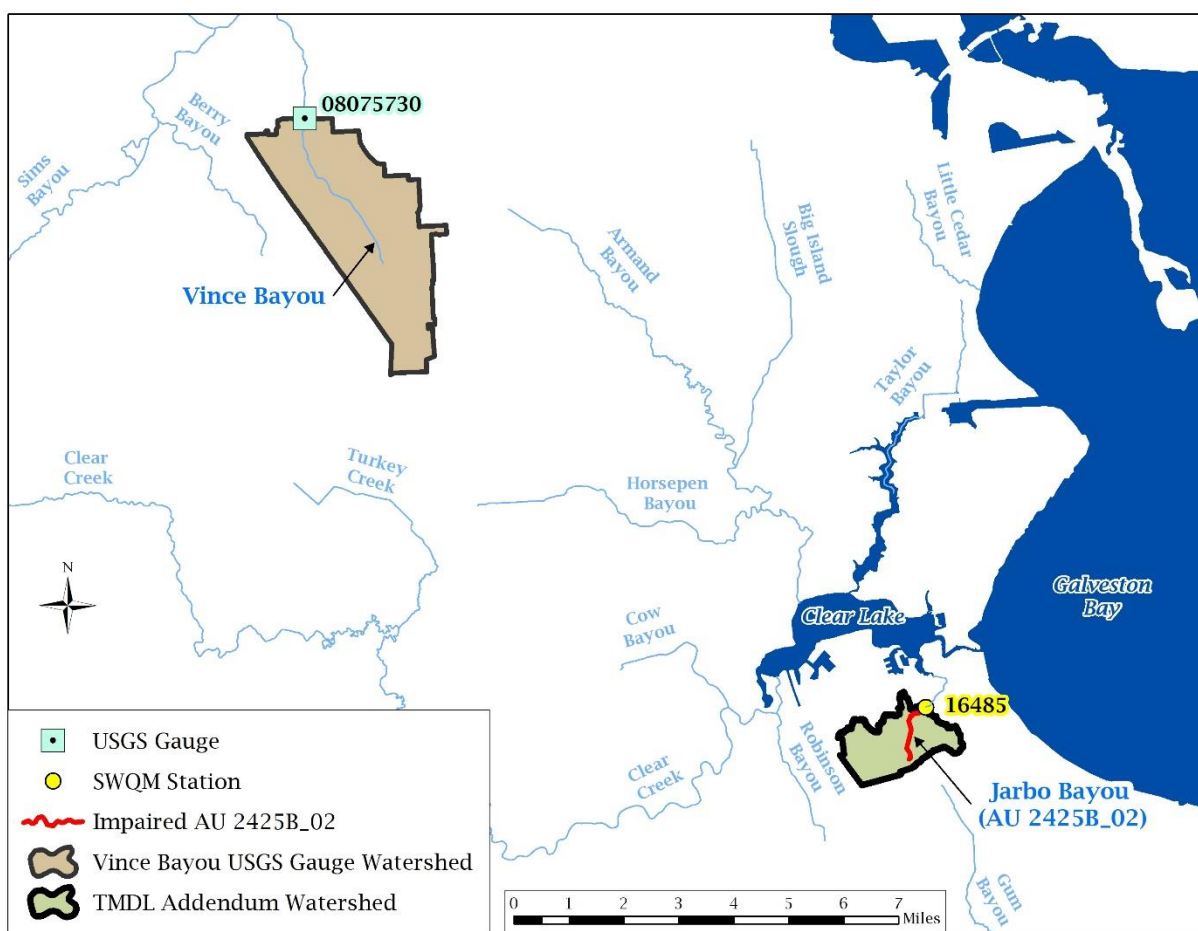 08075730
Berry
Bayou
Sims
Bayou
Vince Bayou
Armand
Bayou
Big Island
Slough
Little Cedar
Bayou
Taylor
Bayou
Clear
Creek
Turkey
Creek
Horsepen
Bayou
N
Cow
Bayou
Clear Lake
Galveston
Bay
16485
Robinson
Bayou
Clear
Creek
Jarbo Bayou
(AU 2425B_02)
Gum
Bayou
USGS Gauge
SWQM Station
Impaired AU 2425B_02
Vince Bayou USGS Gauge Watershed
TMDL Addendum Watershed
0 1 2 3 4 5 6 7
Miles